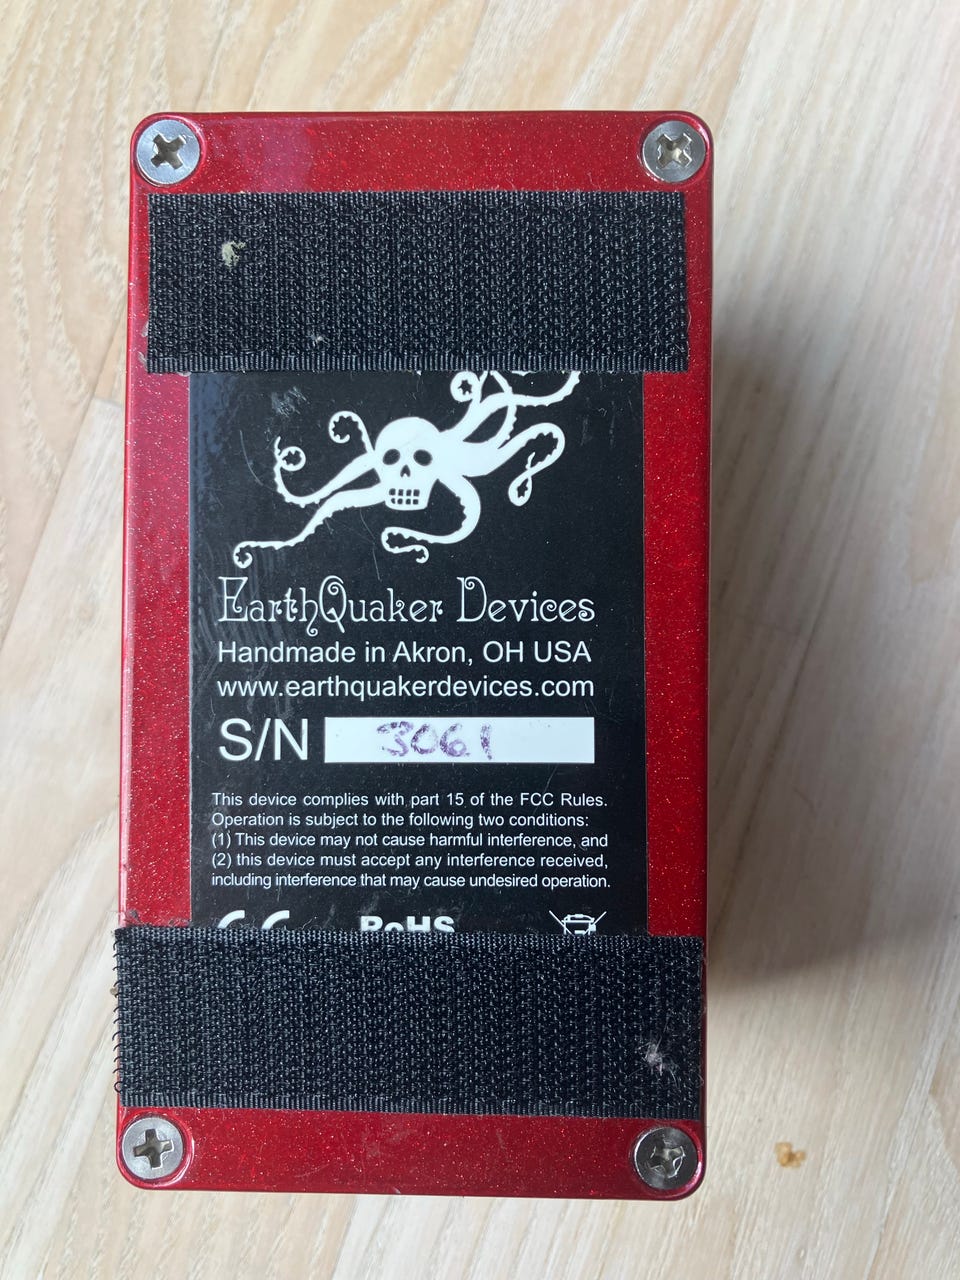 EarthQuaker Devices
Handmade in Akron, OH USA
www.earthquakerdevices.com
S/N 3061
This device complies with part 15 of the FCC Rules.
Operation is subject to the following two conditions:
(1) This device may not cause harmful interference, and
(2) this device must accept any interference received,
including interference that may cause undesired operation.
CE RoHS